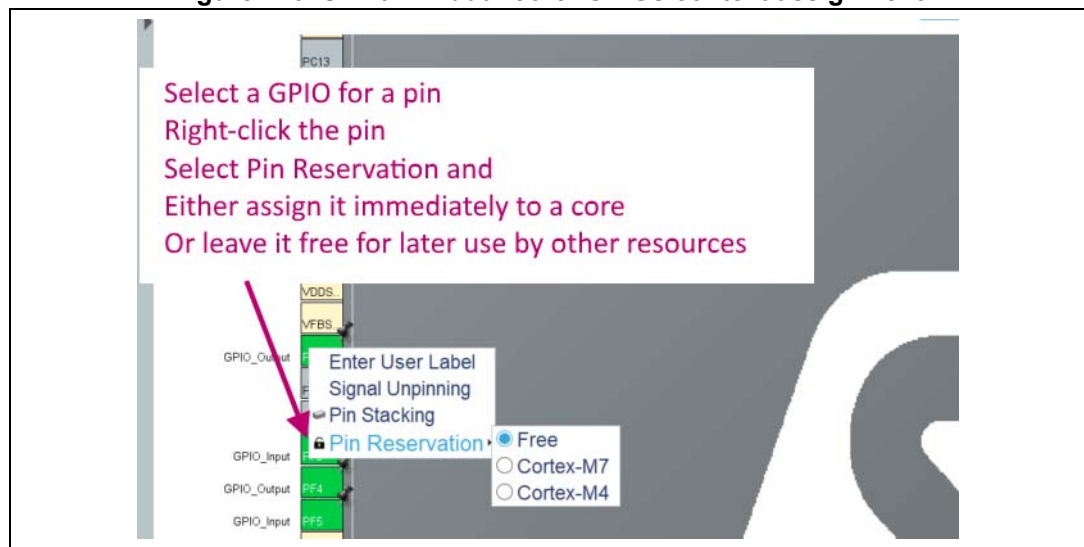 PC13
Select a GPIO for a pin
Right-click the pin
Select Pin Reservation and
Either assign it immediately to a core
Or leave it free for later use by other resources
VDDS..
VFBS..
GPIO_Output
Enter User Label
Signal Unpinning
Pin Stacking
Pin Reservation
Free
GPIO_Input
Cortex-M7
GPIO_Output PF4
Cortex-M4
GPIO_Input PF5